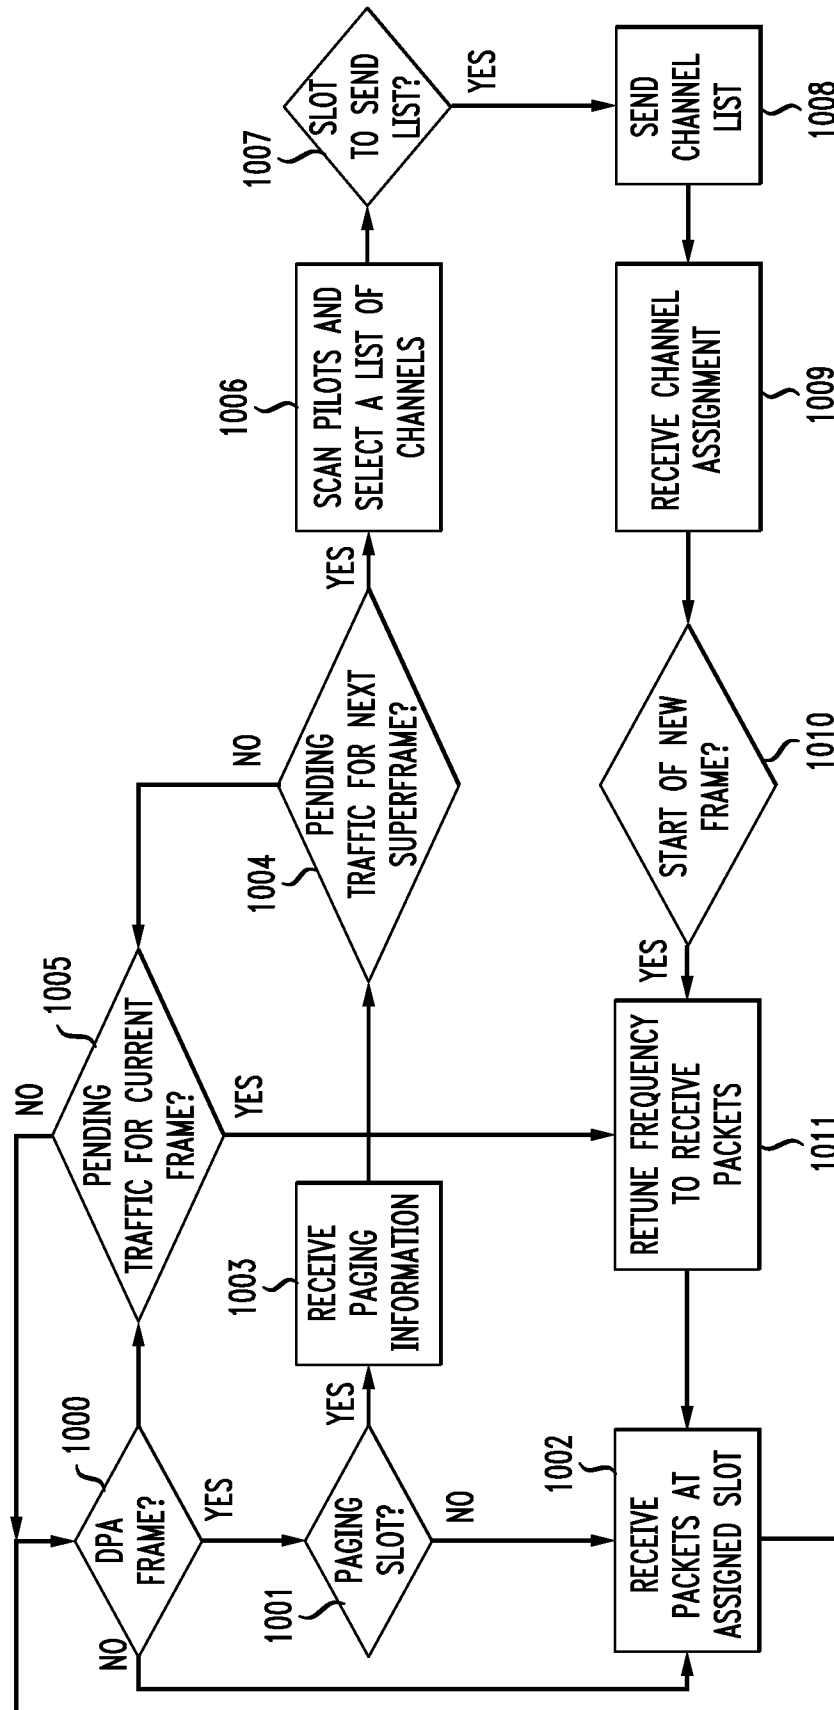 DPA
FRAME?
1000
NO
YES
PAGING
SLOT?
1001
YES
NO
RECEIVE
PACKETS AT
ASSIGNED SLOT
1002
RECEIVE
PAGING
INFORMATION
1003
PENDING
TRAFFIC FOR CURRENT
FRAME?
1005
NO
YES
PENDING
TRAFFIC FOR NEXT
SUPERFRAME?
1004
NO
YES
SCAN PILOTS AND
SELECT A LIST OF
CHANNELS
1006
SLOT
TO SEND
LIST?
1007
YES
SEND
CHANNEL
LIST
1008
RECEIVE CHANNEL
ASSIGNMENT
1009
START OF NEW
FRAME?
1010
YES
RETUNE FREQUENCY
TO RECEIVE
PACKETS
1011